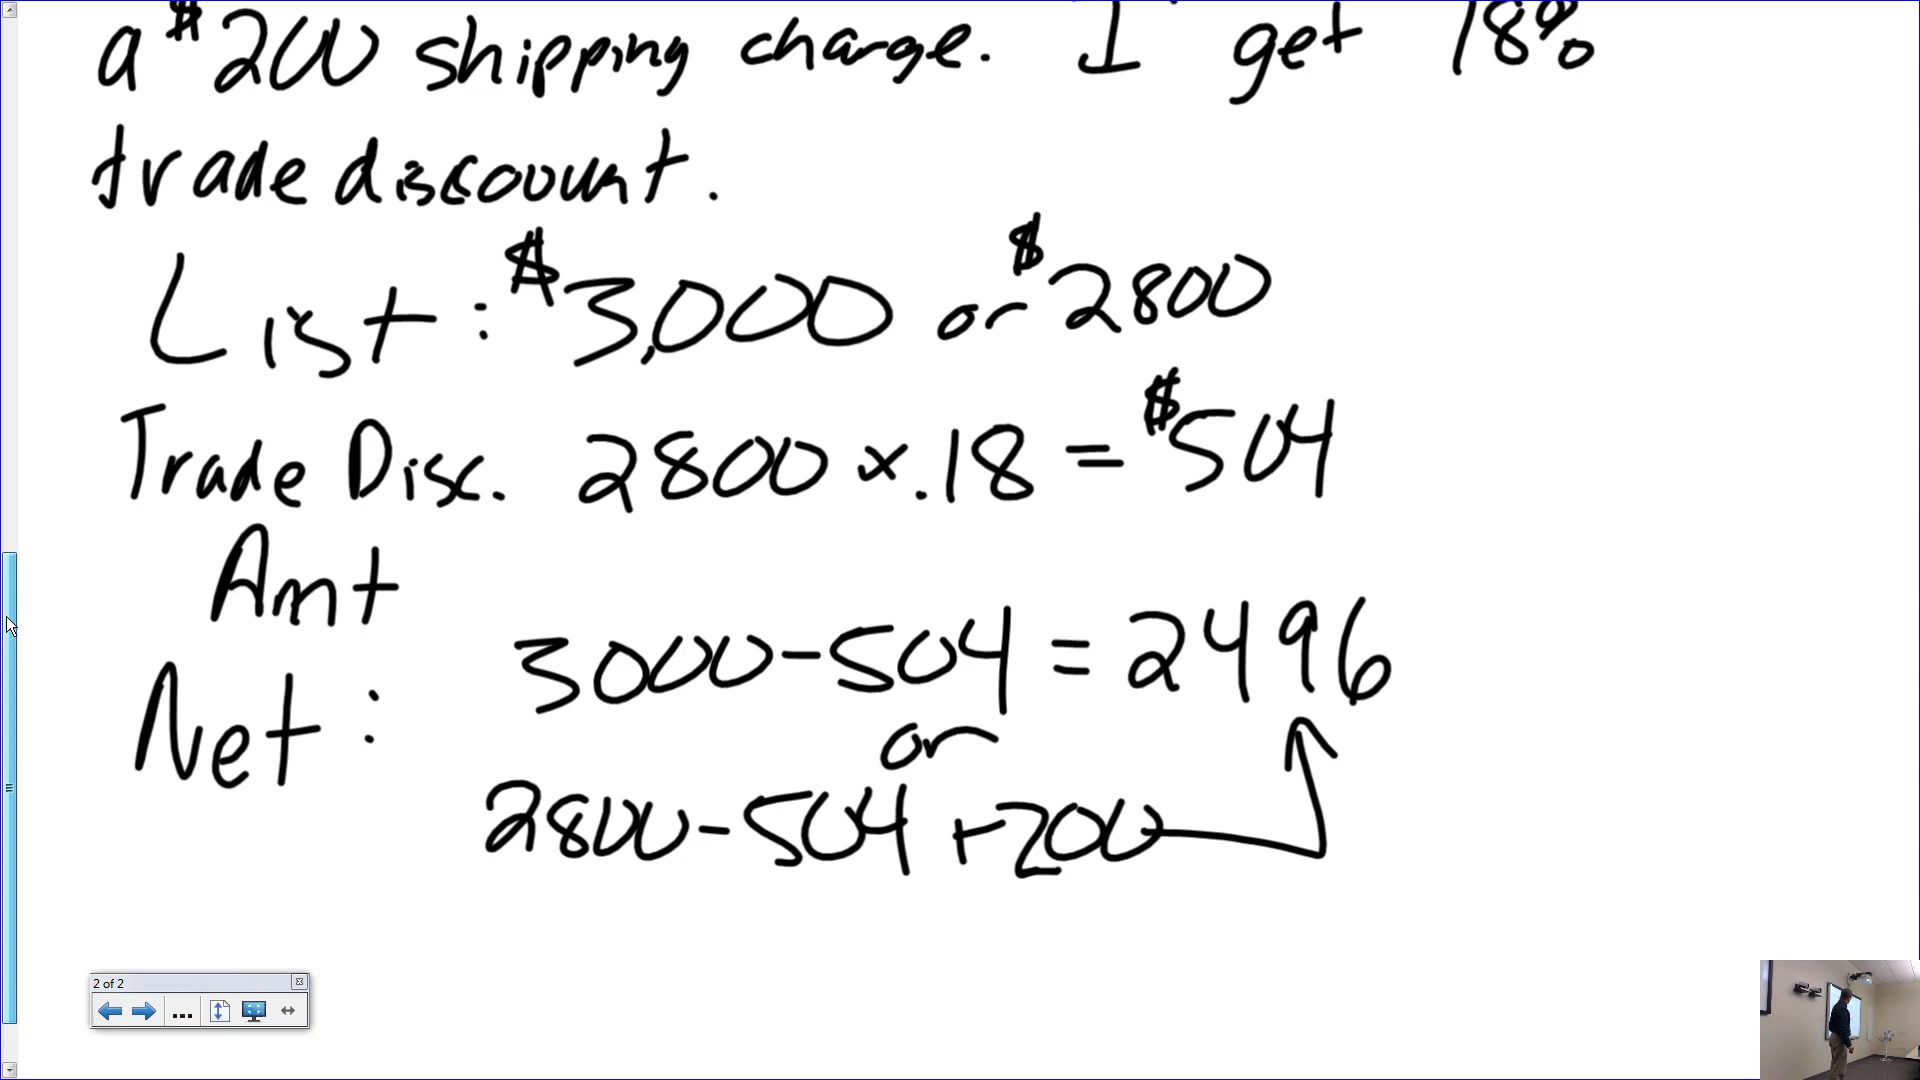 a $200 shipping charge. I get 18%
trade discount.
List: $3,000 or $2800
Trade Disc. 2800 x .18 = $504
Amt
3000-504 = 2496
Net:
or
2800-504 +200
2 of 2
...